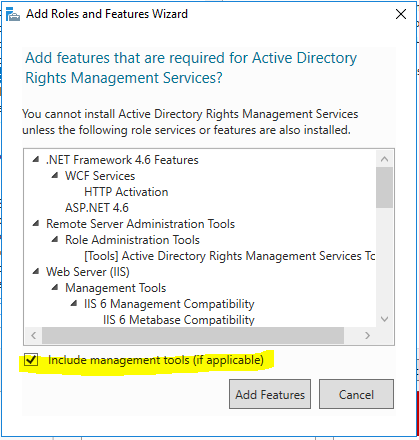 Add Roles and Features Wizard
Add features that are required for Active Directory
Rights Management Services?
You cannot install Active Directory Rights Management Services
unless the following role services or features are also installed.
.NET Framework 4.6 Features
WCF Services
HTTP Activation
ASP.NET 4.6
Remote Server Administration Tools
Role Administration Tools
[Tools] Active Directory Rights Management Services Tc
Web Server (IIS)
Management Tools
IIS 6 Management Compatibility
IIS 6 Metabase Compatibility
Include management tools (if applicable)
Add Features Cancel